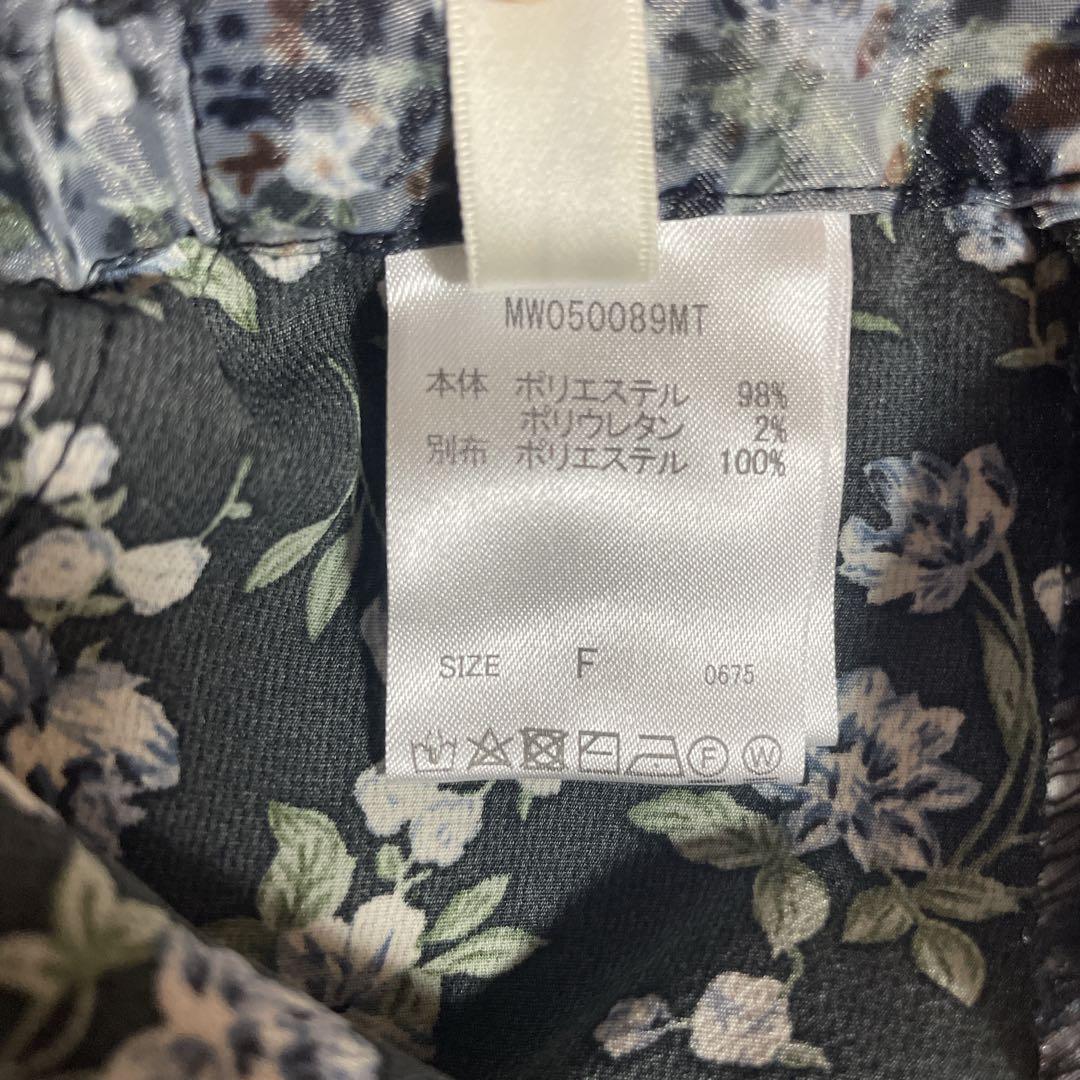 MW050089MT
本体 ポリエステル 98%
ポリウレタン 2%
別布 ポリエステル 100%
SIZE F 0675
F W